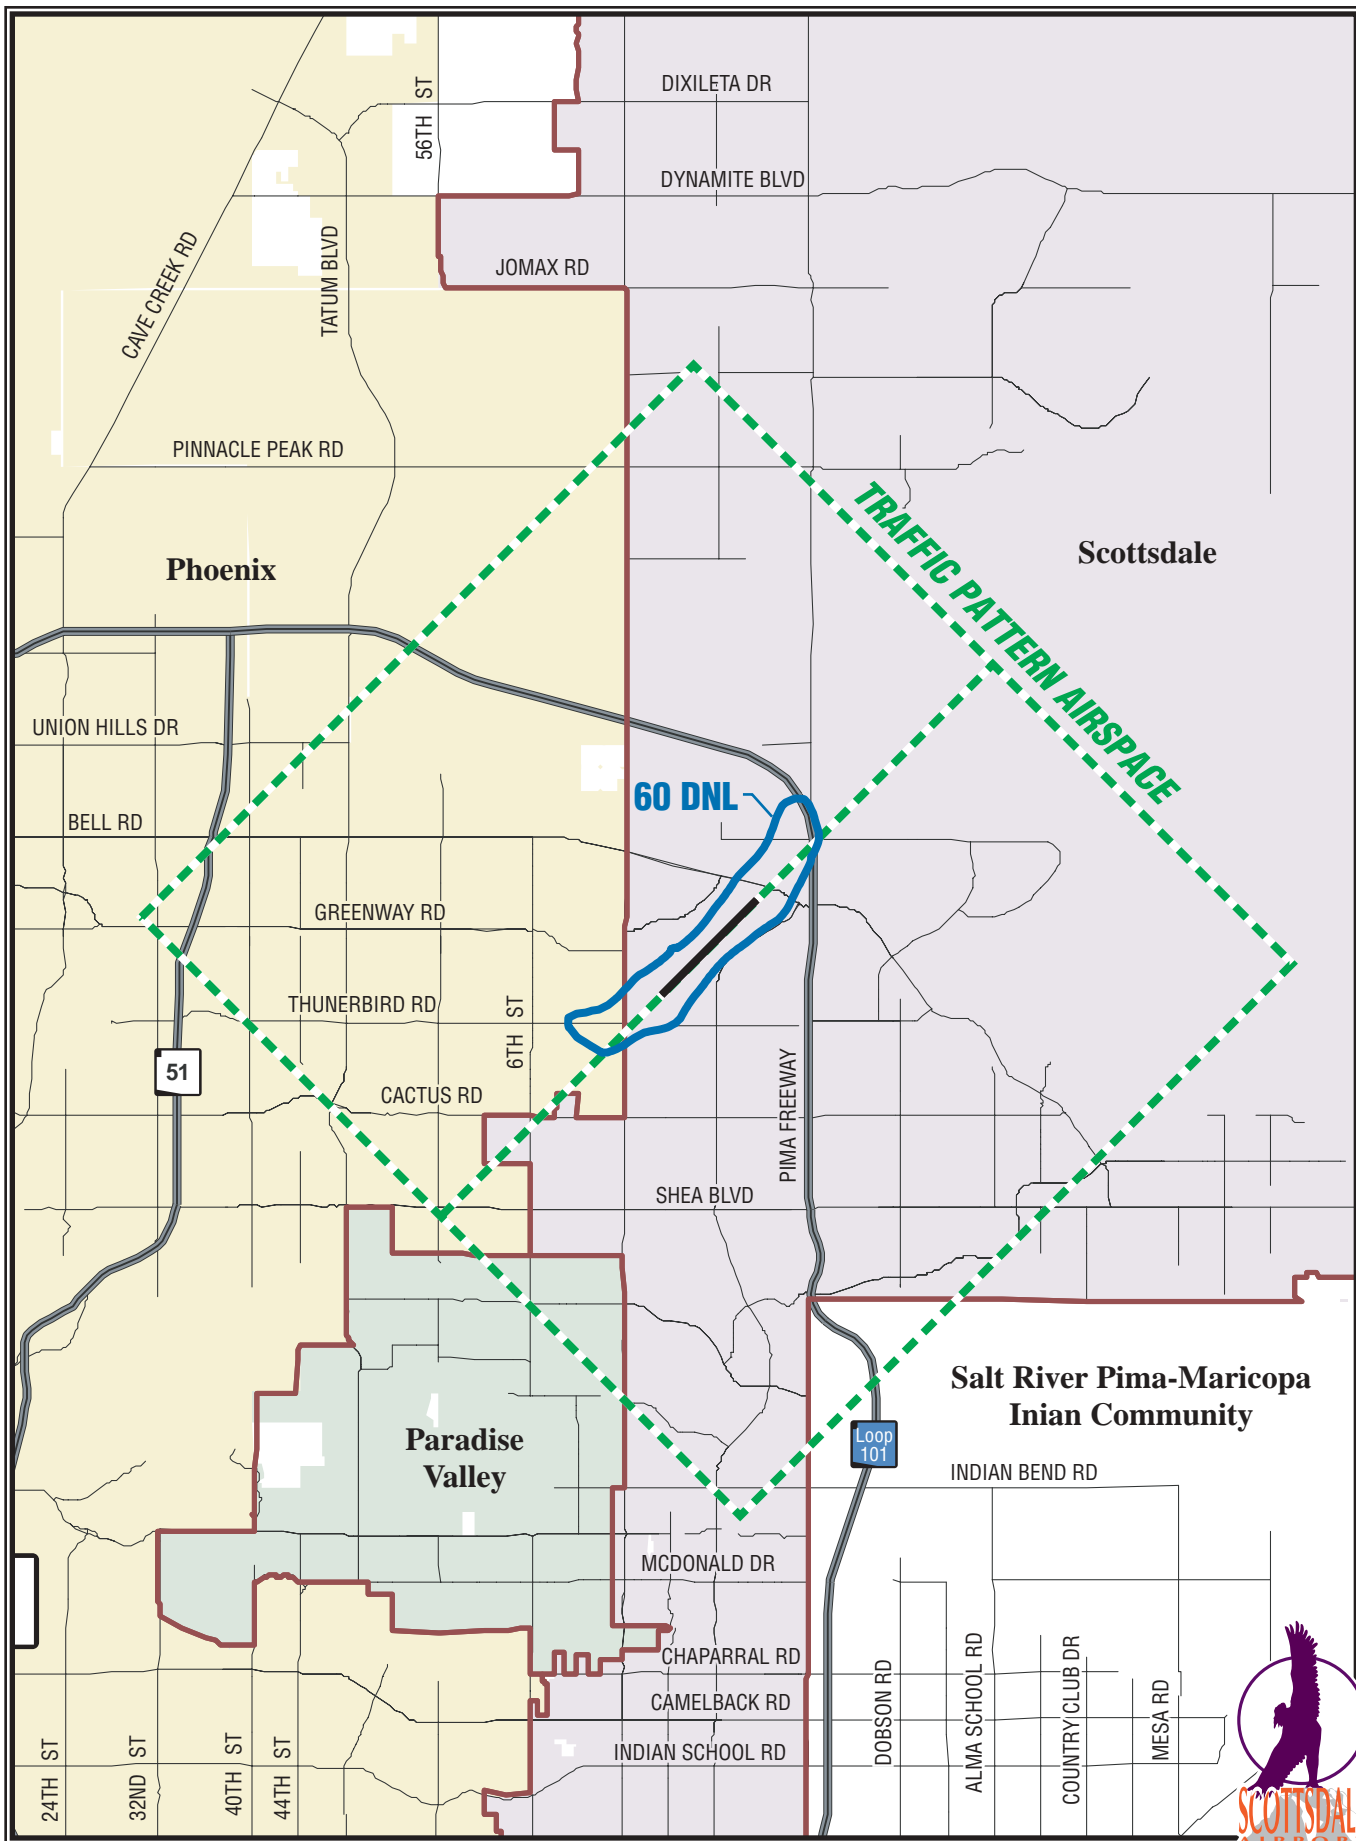 DIXILETA DR
56TH ST
DYNAMITE BLVD
CAVE CREEK RD
TATUM BLVD
JOMAX RD
PINNACLE PEAK RD
TRAFFIC PATTERN AIRSPACE
Phoenix
Scottsdale
UNION HILLS DR
60 DNL
BELL RD
GREENWAY RD
THUNERBIRD RD
6TH ST
51
PIMA FREEWAY
CACTUS RD
SHEA BLVD
Salt River Pima-Maricopa
Inian Community
Paradise
Valley
Loop
101
INDIAN BEND RD
MCDONALD DR
CHAPARRAL RD
CAMELBACK RD
INDIAN SCHOOL RD
24TH ST
32ND ST
40TH ST
44TH ST
DOBSON RD
ALMA SCHOOL RD
COUNTRY CLUB DR
MESA RD
SCOTTSDAL